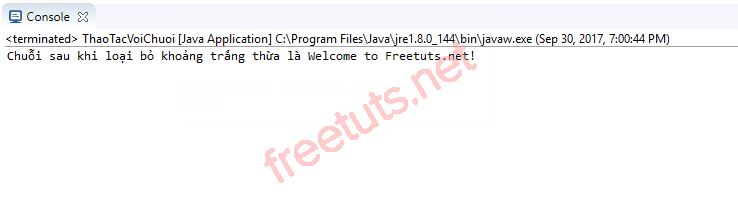 Console
<terminated> ThaoTacVoiChuoi [Java Application] C:\Program Files\Java\jre1.8.0_144\bin\javaw.exe (Sep 30, 2017, 7:00:44 PM)
Chuỗi sau khi loại bỏ khoảng trắng thừa là Welcome to Freetuts.net!
freetuts.net